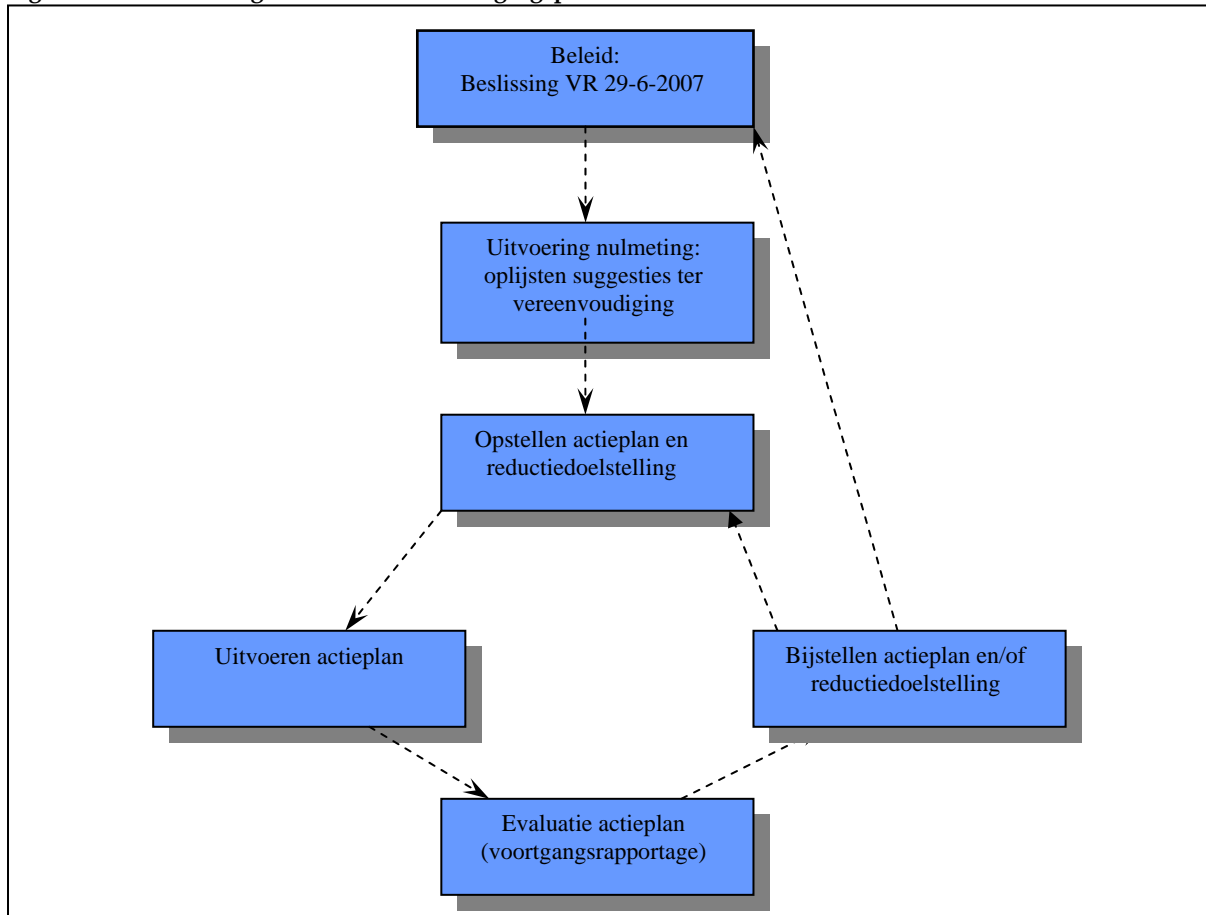 Beleid:
Beslissing VR 29-6-2007
Uitvoering nulmeting:
oplijsten suggesties ter
vereenvoudiging
Opstellen actieplan en
reductiedoelstelling
Uitvoeren actieplan
Bijstellen actieplan en/of
reductiedoelstelling
Evaluatie actieplan
(voortgangsrapportage)